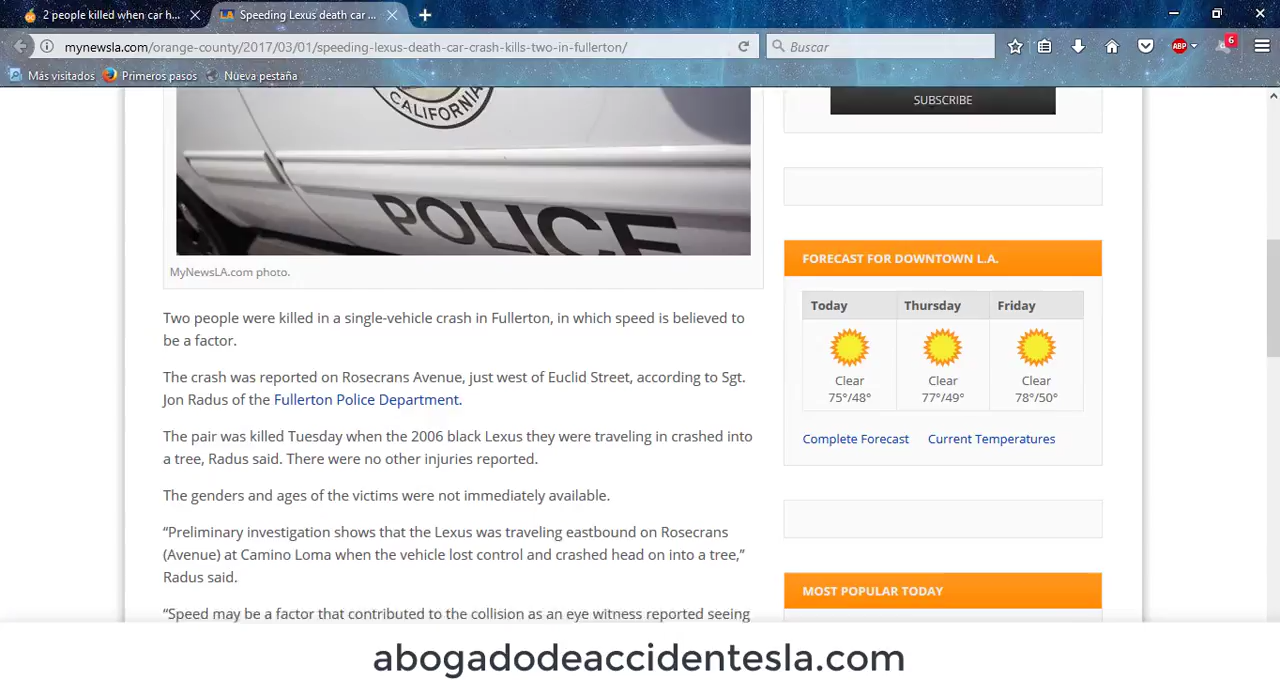 2 people killed when car h...
Speeding Lexus death car ...
mynewsla.com/orange-county/2017/03/01/speeding-lexus-death-car-crash-kills-two-in-fullerton/
Buscar
ABP
6
Más visitados
Primeros pasos
Nueva pestaña
CALIFORNIA
POLICE
MyNewsLA.com photo.
Two people were killed in a single-vehicle crash in Fullerton, in which speed is believed to
be a factor.
The crash was reported on Rosecrans Avenue, just west of Euclid Street, according to Sgt.
Jon Radus of the Fullerton Police Department.
The pair was killed Tuesday when the 2006 black Lexus they were traveling in crashed into
a tree, Radus said. There were no other injuries reported.
The genders and ages of the victims were not immediately available.
“Preliminary investigation shows that the Lexus was traveling eastbound on Rosecrans
(Avenue) at Camino Loma when the vehicle lost control and crashed head on into a tree,”
Radus said.
“Speed may be a factor that contributed to the collision as an eye witness reported seeing
SUBSCRIBE
FORECAST FOR DOWNTOWN L.A.
Today Thursday Friday
Clear Clear Clear
75°/48° 77°/49° 78°/50°
Complete Forecast Current Temperatures
MOST POPULAR TODAY
abogadodeaccidentesla.com